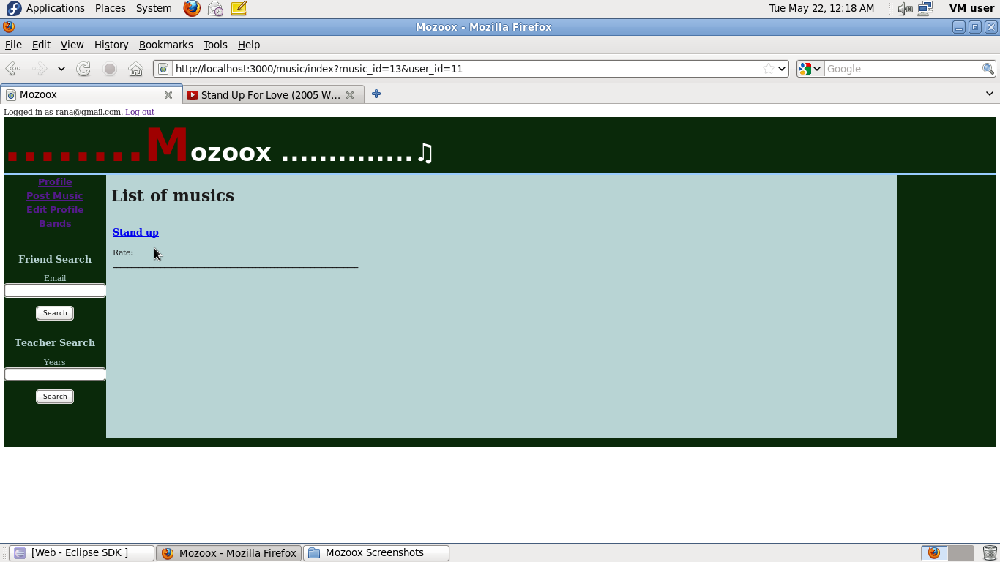 Applications Places System Tue May 22, 12:18 AM VM user
Mozoox - Mozilla Firefox
File Edit View History Bookmarks Tools Help
http://localhost:3000/music/index?music_id=13&user_id=11 Google
Mozoox Stand Up For Love (2005 W...
Logged in as rana@gmail.com. Log out
........Mozoox ..............♫
Profile
Post Music
Edit Profile
Bands
Friend Search
Email
Search
Teacher Search
Years
Search
List of musics
Stand up
Rate:
[Web - Eclipse SDK ] Mozoox - Mozilla Firefox Mozoox Screenshots